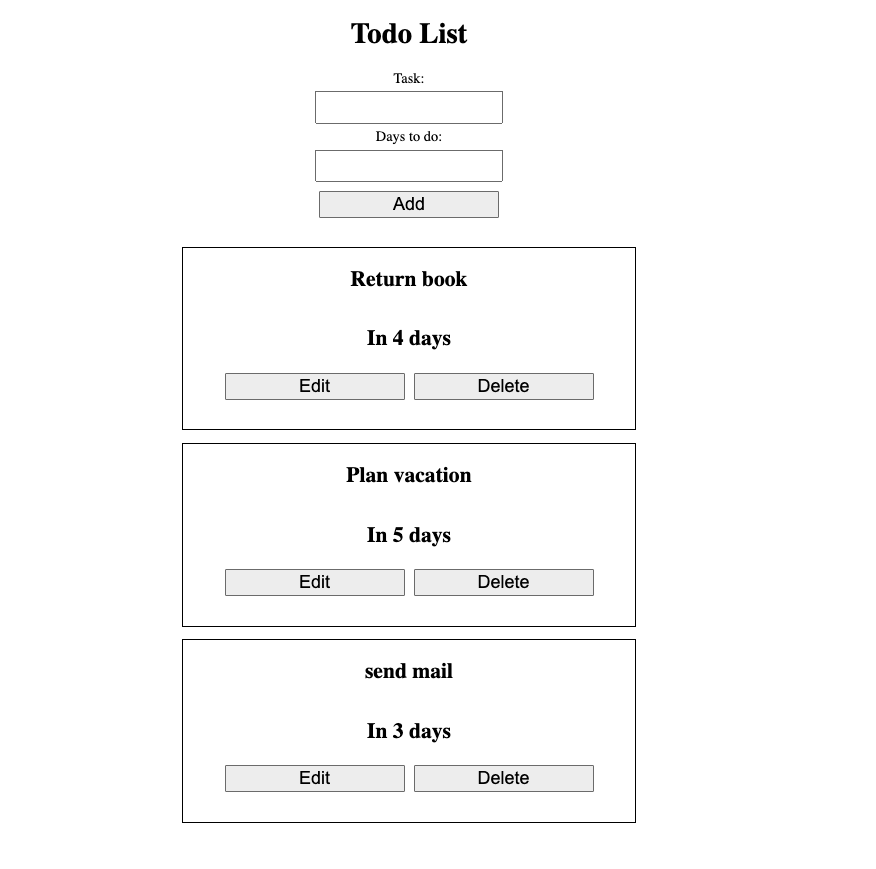 Todo List
Task:
Days to do:
Add
Return book
In 4 days
Edit Delete
Plan vacation
In 5 days
Edit Delete
send mail
In 3 days
Edit Delete